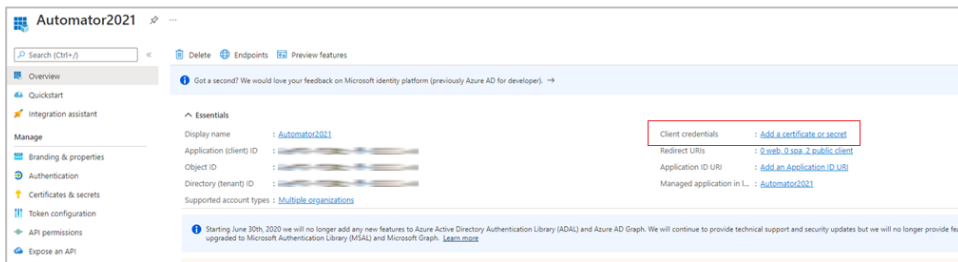 Automator2021
Search (Ctrl+/)
«
Overview
Quickstart
Integration assistant
Manage
Branding & properties
Authentication
Certificates & secrets
Token configuration
API permissions
Expose an API
Delete Endpoints Preview features
Got a second? We would love your feedback on Microsoft identity platform (previously Azure AD for developer). →
Essentials
Display name : Automator2021
Application (client) ID :
Object ID :
Directory (tenant) ID :
Supported account types : Multiple organizations
Client credentials : Add a certificate or secret
Redirect URIs : 0 web, 0 spa, 2 public client
Application ID URI : Add an Application ID URI
Managed application in l... : Automator2021
Starting June 30th, 2020 we will no longer add any new features to Azure Active Directory Authentication Library (ADAL) and Azure AD Graph. We will continue to provide technical support and security updates but we will no longer provide fea
upgraded to Microsoft Authentication Library (MSAL) and Microsoft Graph. Learn more